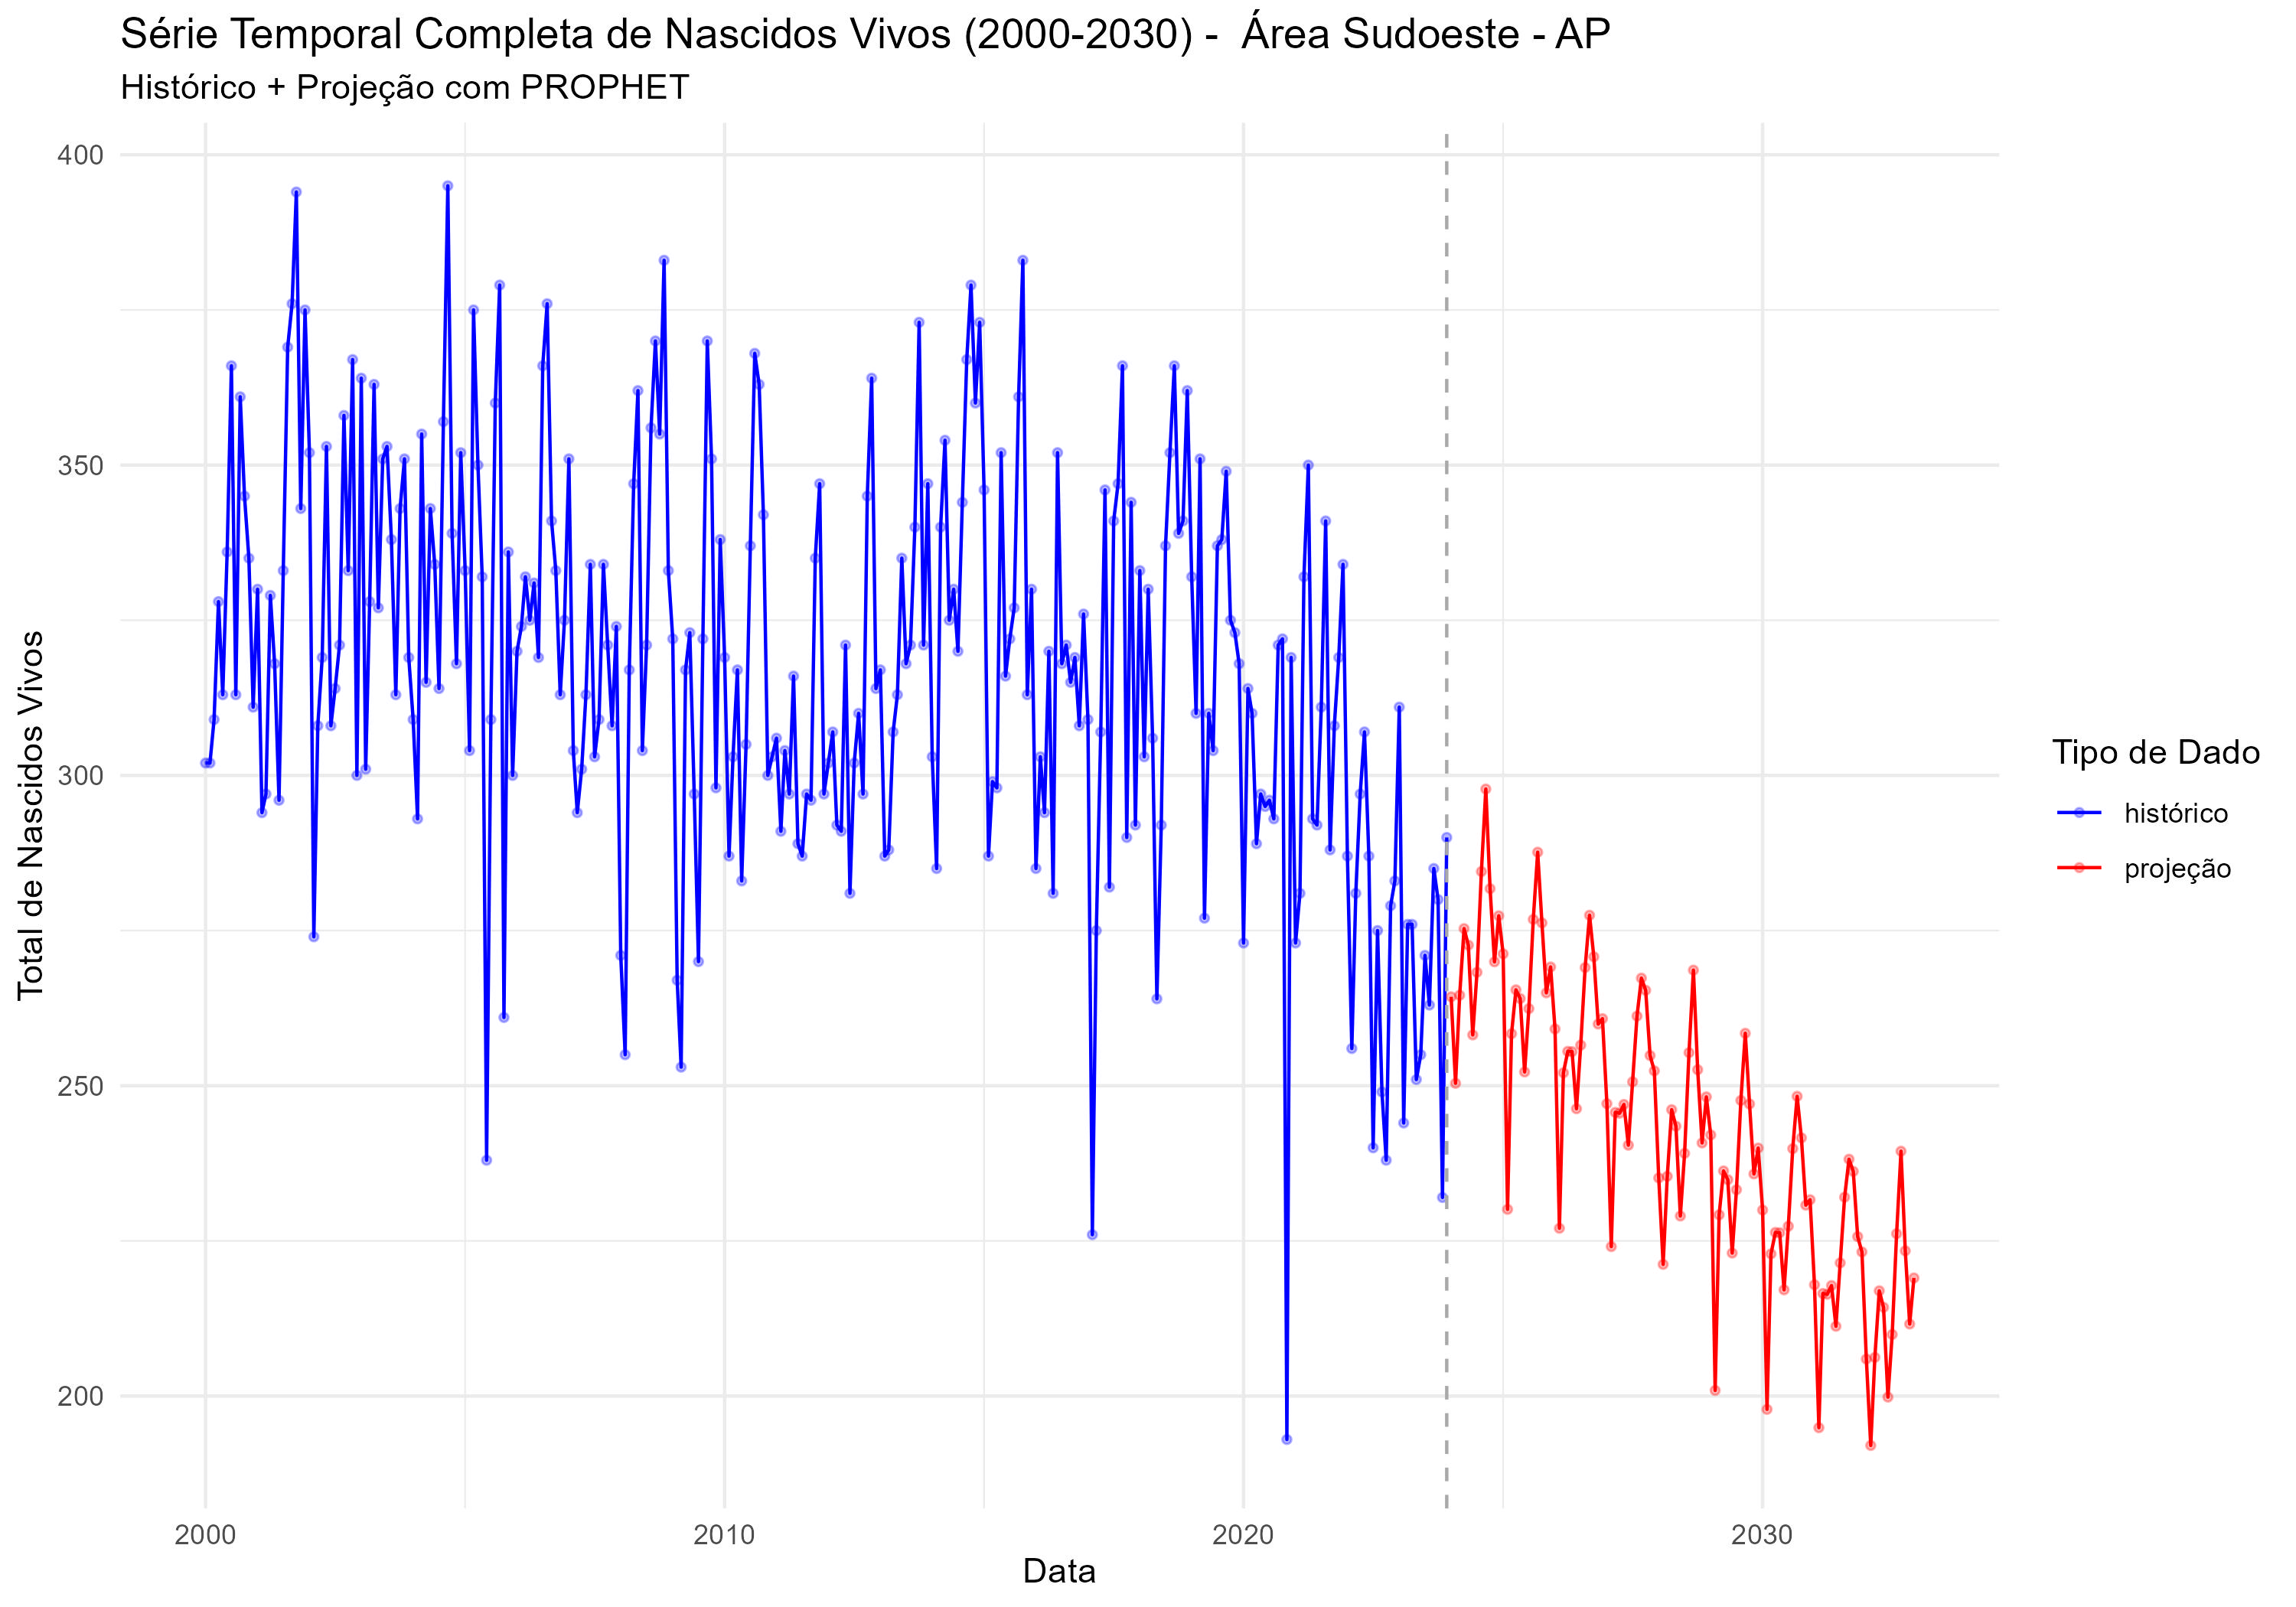 Série Temporal Completa de Nascidos Vivos (2000-2030) -  Área Sudoeste - AP
Histórico + Projeção com PROPHET
Total de Nascidos Vivos
400
350
300
250
200
2000
2010
2020
2030
Data
Tipo de Dado
histórico
projeção